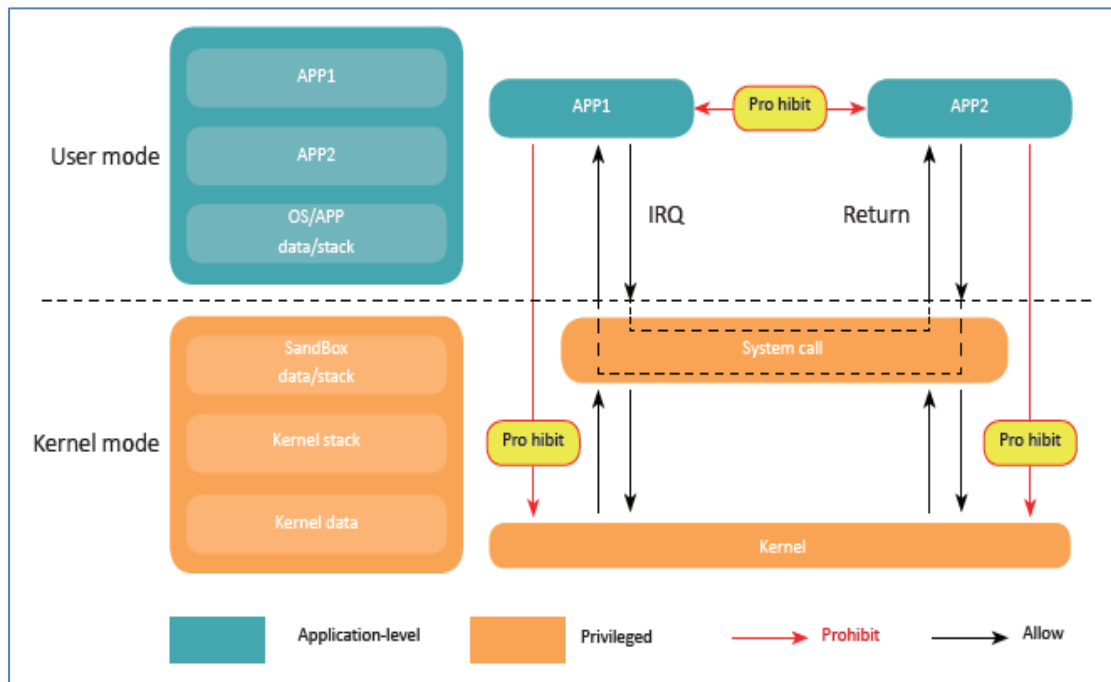 APP1
APP2
OS/APP
data/stack
User mode
APP1
Pro hibit
APP2
IRQ
Return
SandBox
data/stack
Kernel stack
Kernel data
Kernel mode
System call
Pro hibit
Pro hibit
Kernel
Application-level
Privileged
Prohibit
Allow